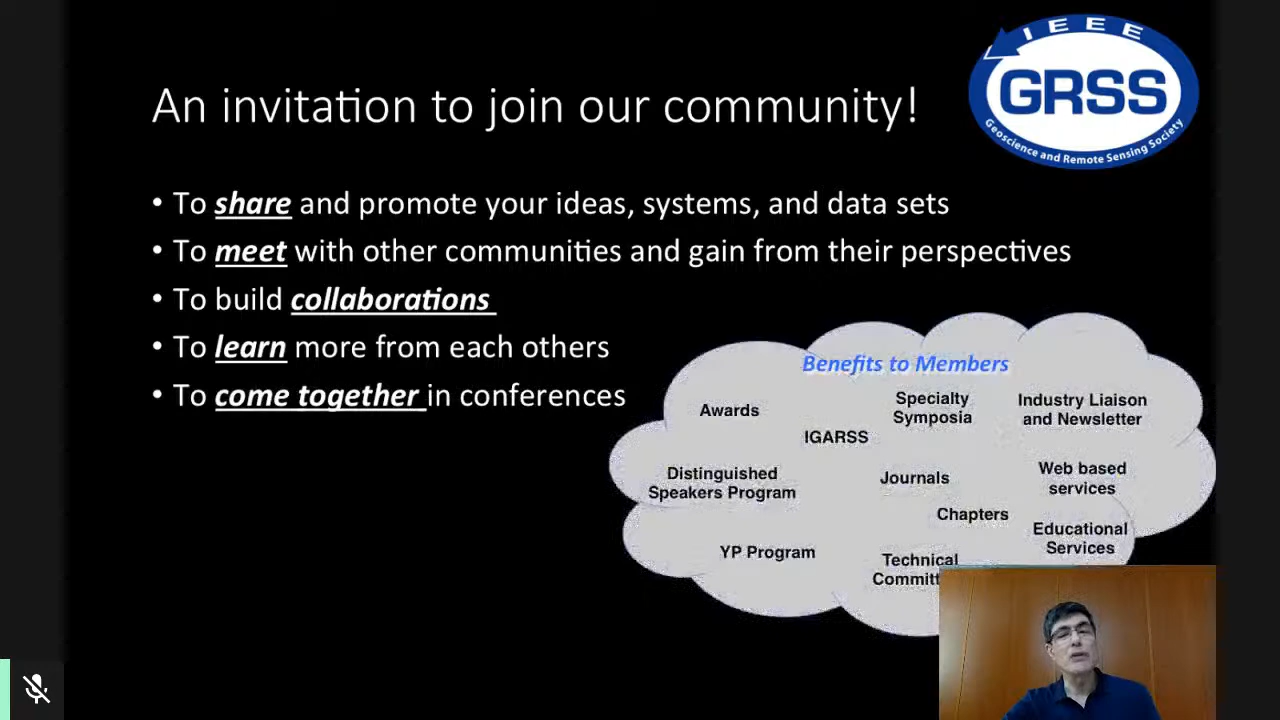 IEEE
GRSS
Geoscience and Remote Sensing Society
An invitation to join our community!
• To share and promote your ideas, systems, and data sets
• To meet with other communities and gain from their perspectives
• To build collaborations
• To learn more from each others
• To come together in conferences
Benefits to Members
Awards
Specialty
Symposia
Industry Liaison
and Newsletter
IGARSS
Distinguished
Speakers Program
Journals
Web based
services
Chapters
Educational
Services
YP Program
Technical